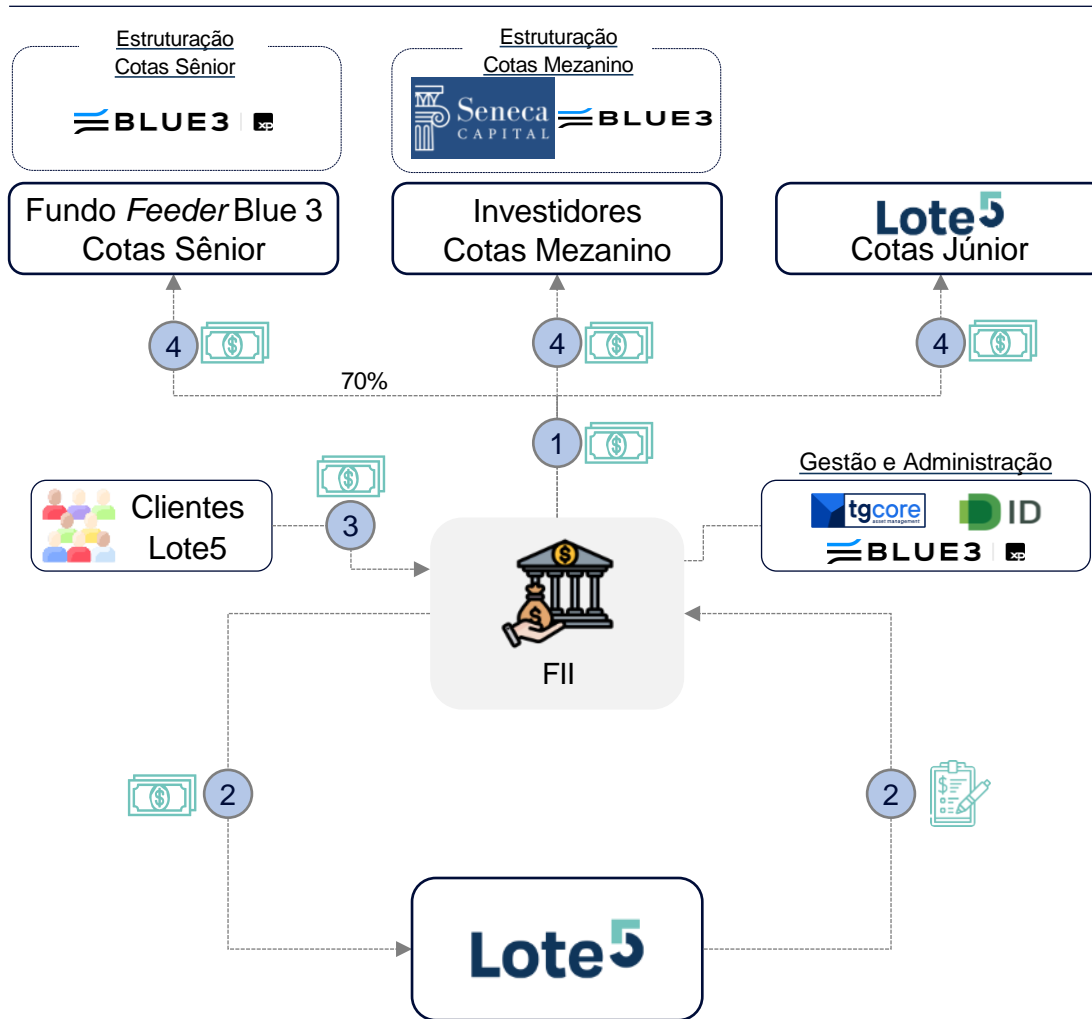 Estruturação
Cotas Sênior
BLUE3 xp
Estruturação
Cotas Mezanino
Seneca
CAPITAL
BLUE3
Fundo Feeder Blue 3
Cotas Sênior
Investidores
Cotas Mezanino
Lote5
Cotas Júnior
4
4
4
70%
1
Clientes
Lote5
3
Gestão e Administração
tgcore
asset management
ID
BLUE3 xp
FII
2
2
Lote5